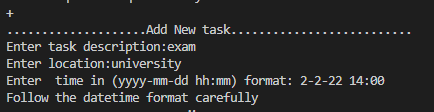 +
....................Add New task..........................
Enter task description:exam
Enter location:university
Enter  time in (yyyy-mm-dd hh:mm) format: 2-2-22 14:00
Follow the datetime format carefully